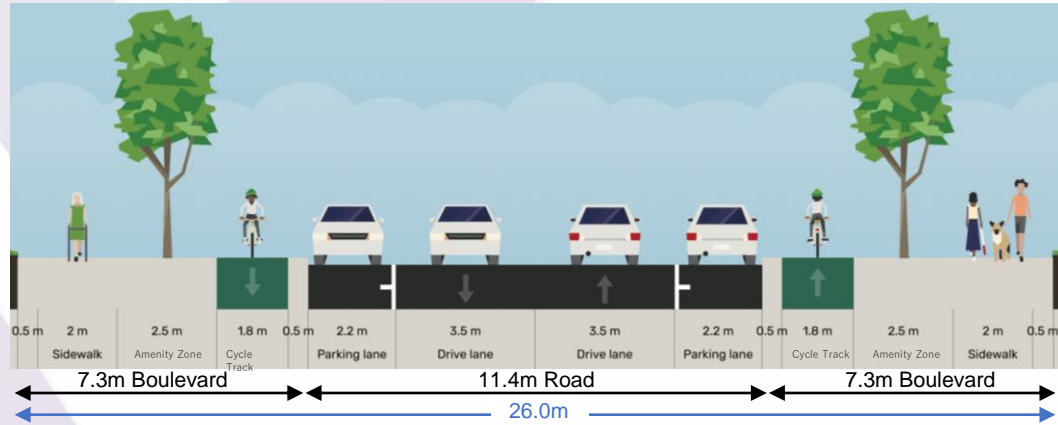 0.5 m 2 m 2.5 m 1.8 m 0.5 m 2.2 m 3.5 m 3.5 m 2.2 m 0.5 m 1.8 m 2.5 m 2 m 0.5 m
Sidewalk Amenity Zone Cycle Track Parking lane Drive lane Drive lane Parking lane Cycle Track Amenity Zone Sidewalk
7.3m Boulevard 11.4m Road 7.3m Boulevard
26.0m